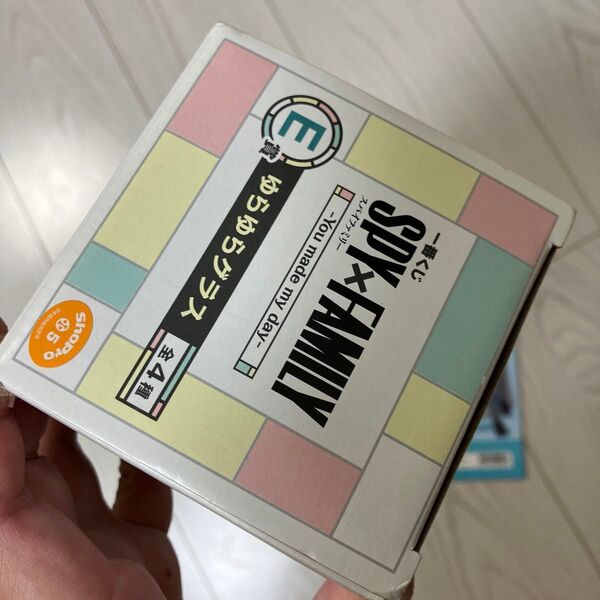 一番くじ
スパイファミリー
SPY×FAMILY
-You made my day-
E
賞
ゆらゆらグラス
全4種
ShoPro
5